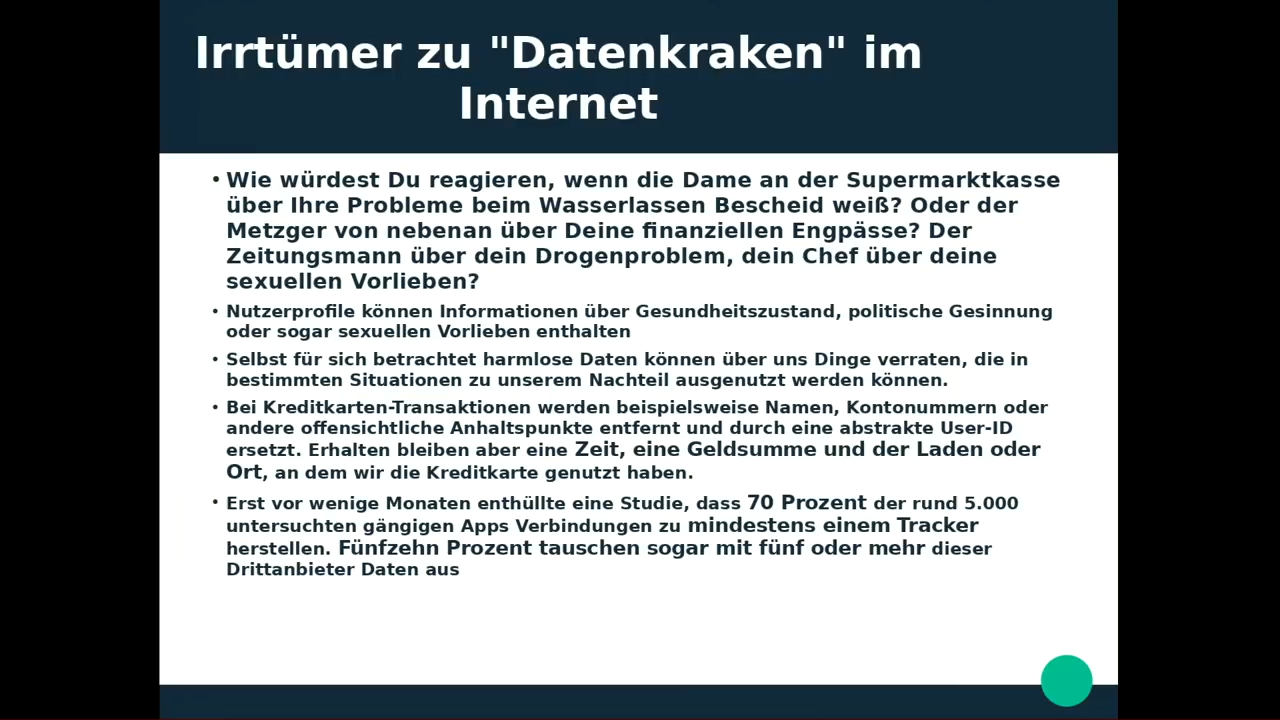 Irrtümer zu "Datenkraken" im
Internet
• Wie würdest Du reagieren, wenn die Dame an der Supermarktkasse
über Ihre Probleme beim Wasserlassen Bescheid weiß? Oder der
Metzger von nebenan über Deine finanziellen Engpässe? Der
Zeitungsmann über dein Drogenproblem, dein Chef über deine
sexuellen Vorlieben?
• Nutzerprofile können Informationen über Gesundheitszustand, politische Gesinnung
oder sogar sexuellen Vorlieben enthalten
• Selbst für sich betrachtet harmlose Daten können über uns Dinge verraten, die in
bestimmten Situationen zu unserem Nachteil ausgenutzt werden können.
• Bei Kreditkarten-Transaktionen werden beispielsweise Namen, Kontonummern oder
andere offensichtliche Anhaltspunkte entfernt und durch eine abstrakte User-ID
ersetzt. Erhalten bleiben aber eine Zeit, eine Geldsumme und der Laden oder
Ort, an dem wir die Kreditkarte genutzt haben.
• Erst vor wenige Monaten enthüllte eine Studie, dass 70 Prozent der rund 5.000
untersuchten gängigen Apps Verbindungen zu mindestens einem Tracker
herstellen. Fünfzehn Prozent tauschen sogar mit fünf oder mehr dieser
Drittanbieter Daten aus